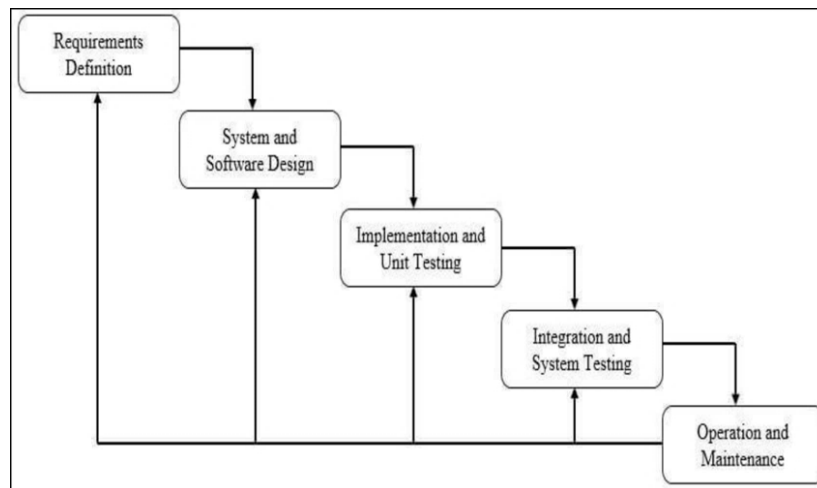 Requirements
Definition
System and
Software Design
Implementation and
Unit Testing
Integration and
System Testing
Operation and
Maintenance